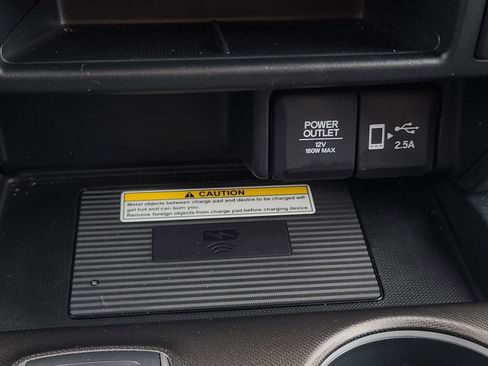 POWER
OUTLET
12V
180W MAX
2.5A
CAUTION
Metal objects between charge pad and device to be charged will
get hot and can burn you.
Remove foreign objects from charge pad before charging device.